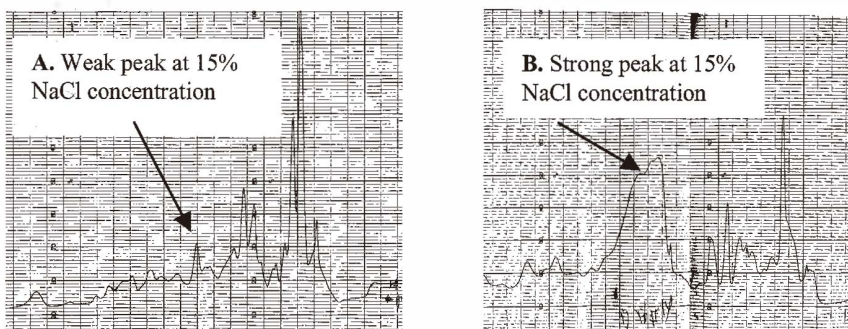 A. Weak peak at 15%
NaCl concentration
B. Strong peak at 15%
NaCl concentration